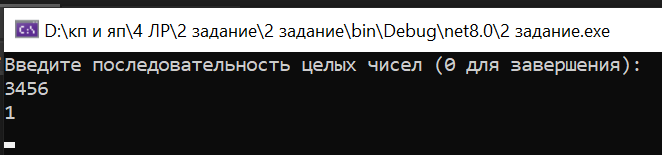 D:\кп и яп\4 ЛР\2 задание\2 задание\bin\Debug\net8.0\2 задание.exe
Введите последовательность целых чисел (0 для завершения):
3456
1